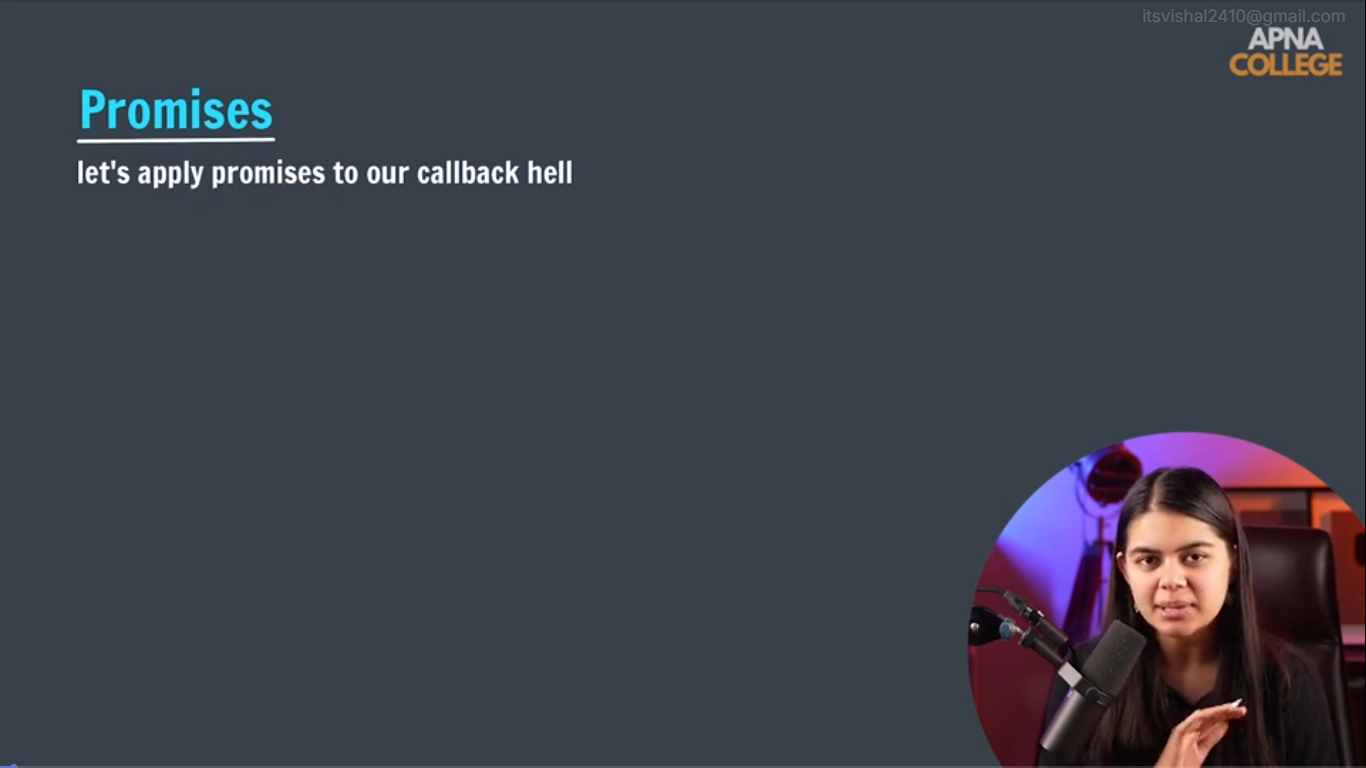 itsvishal2410@gmail.com
APNA
COLLEGE
Promises
let's apply promises to our callback hell